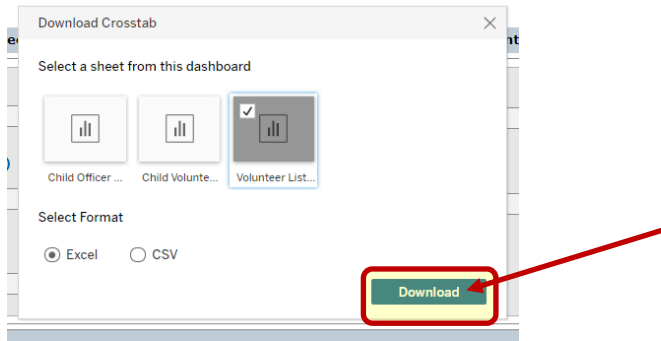 Download Crosstab
Select a sheet from this dashboard
Child Officer ...
Child Volunte...
Volunteer List...
Select Format
Excel
CSV
Download